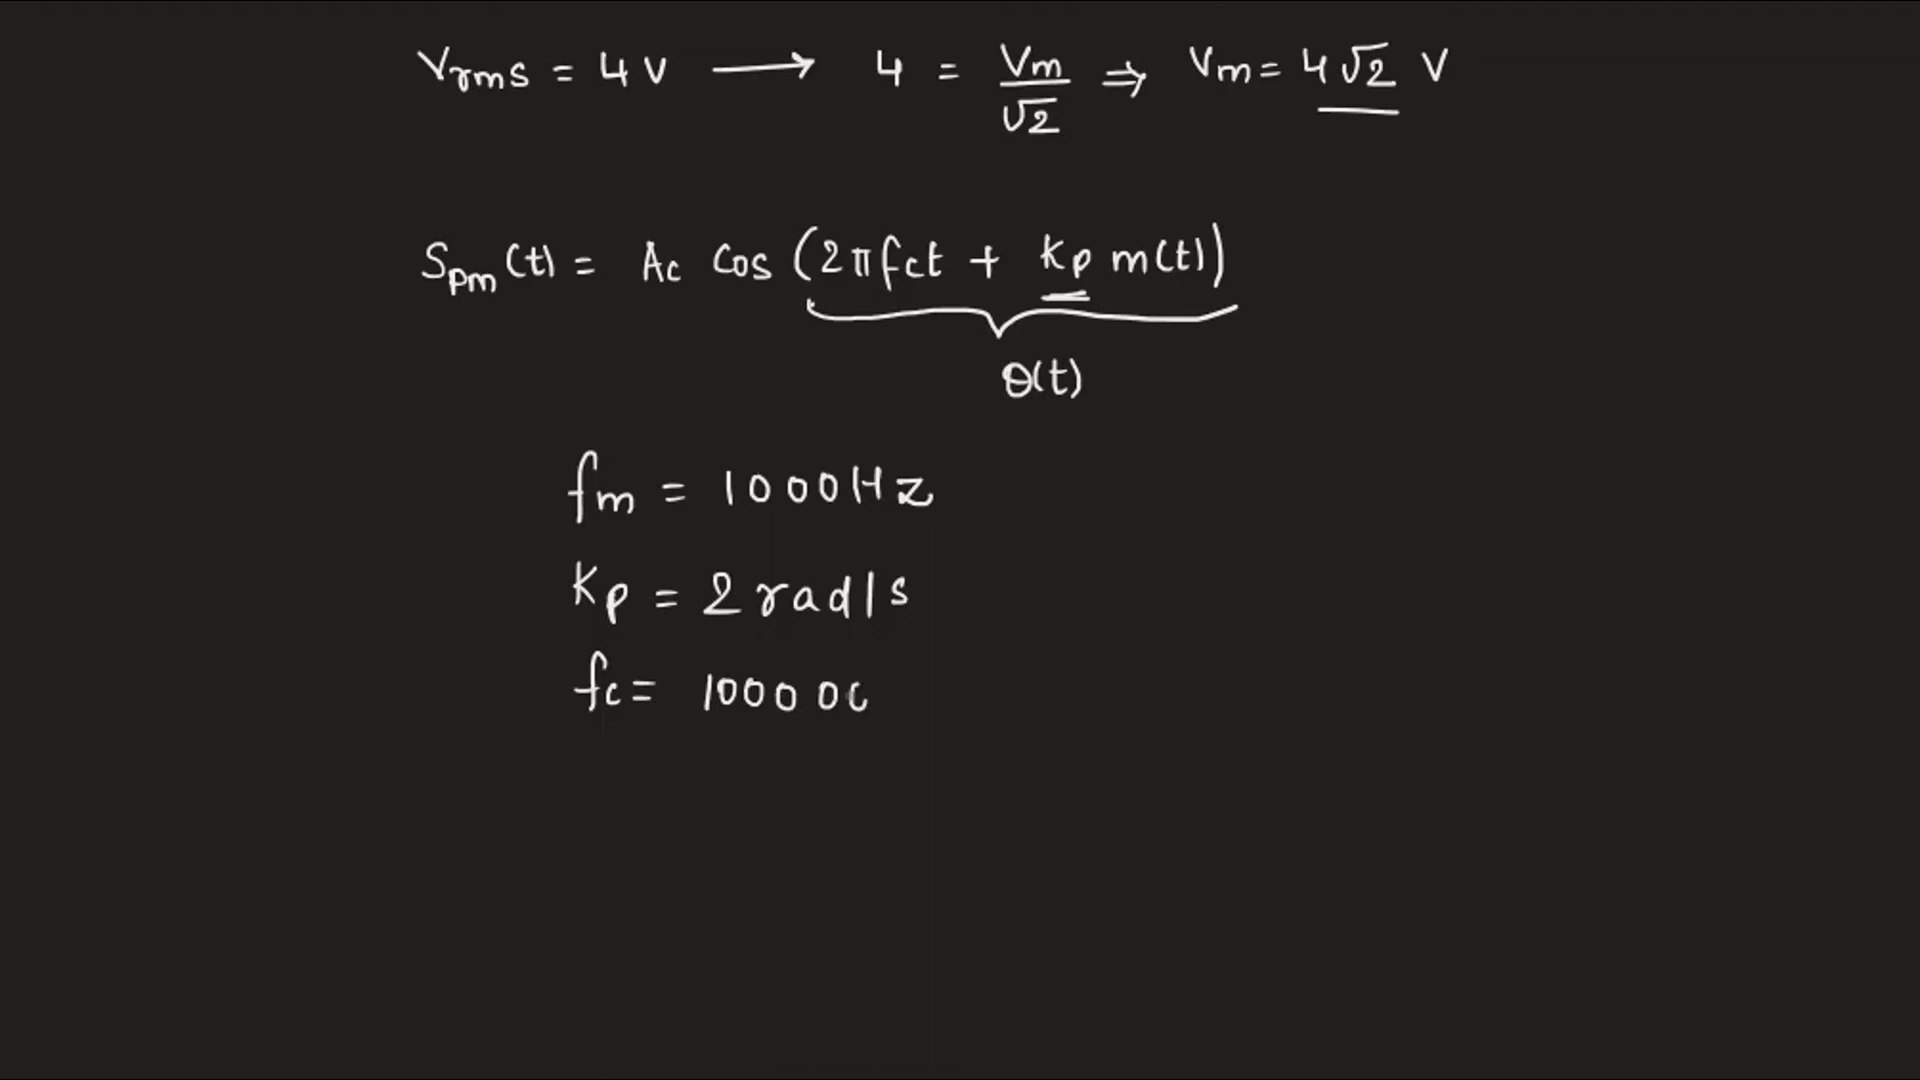 Vrms = 4 V ⟶ 4 = Vm/√2 ⇒ Vm = 4√2 V
Spm(t) = Ac Cos (2πfct + kp m(t))
θ(t)
fm = 1000Hz
Kp = 2 rad/s
fc = 100000